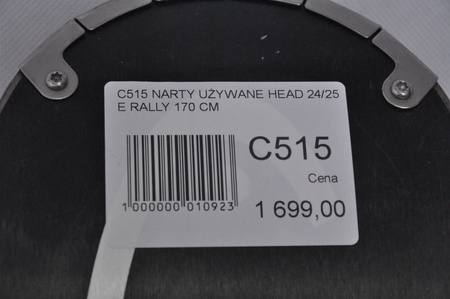 C515 NARTY UŻYWANE HEAD 24/25
E RALLY 170 CM
C515
Cena
1 699,00
1 000000 010923